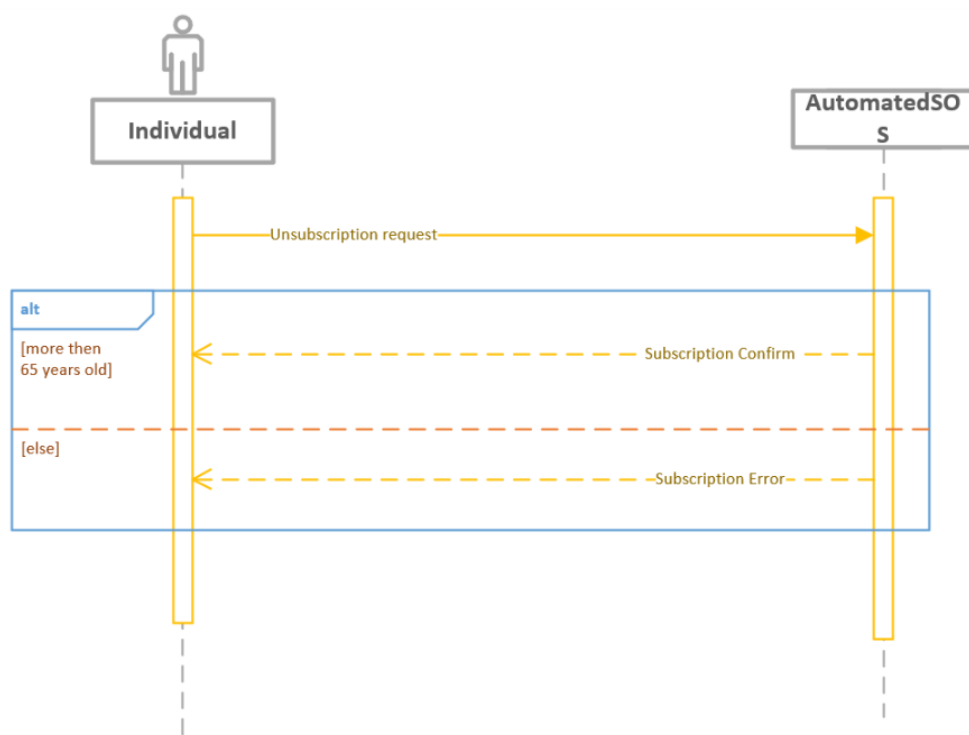 Individual
AutomatedSO
S
Unsubscription request
alt
[more then
65 years old]
Subscription Confirm
[else]
Subscription Error